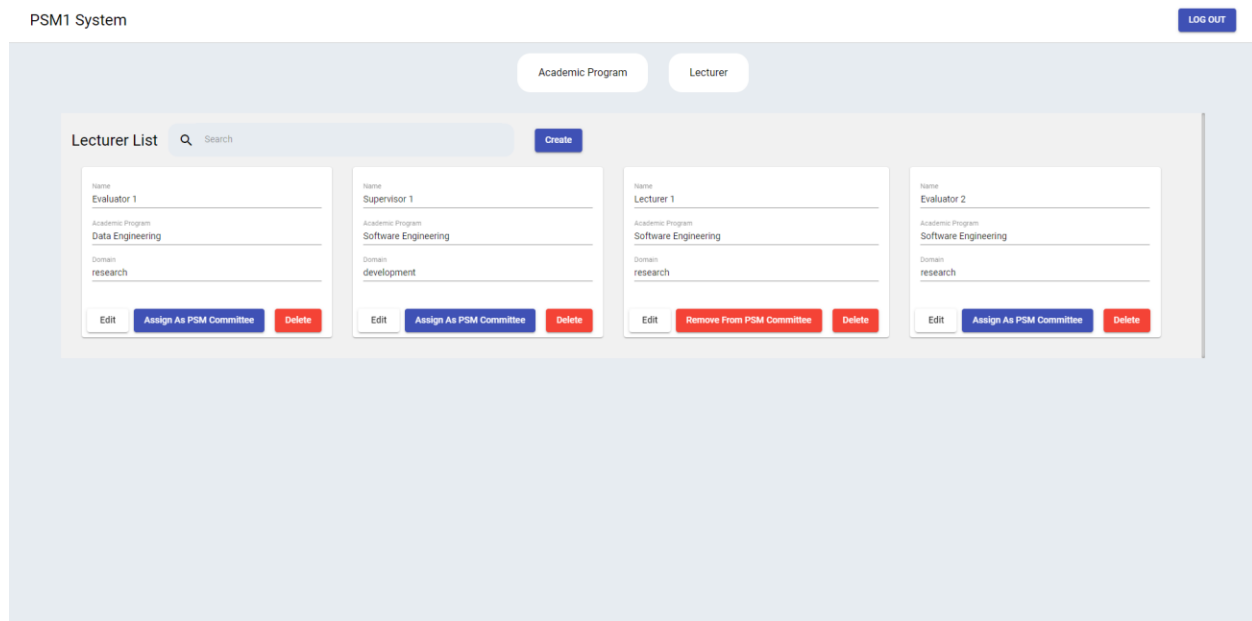 PSM1 System
LOG OUT
Academic Program Lecturer
Lecturer List Search Create
Name
Evaluator 1
Academic Program
Data Engineering
Domain
research
Edit Assign As PSM Committee Delete
Name
Supervisor 1
Academic Program
Software Engineering
Domain
development
Edit Assign As PSM Committee Delete
Name
Lecturer 1
Academic Program
Software Engineering
Domain
research
Edit Remove From PSM Committee Delete
Name
Evaluator 2
Academic Program
Software Engineering
Domain
research
Edit Assign As PSM Committee Delete